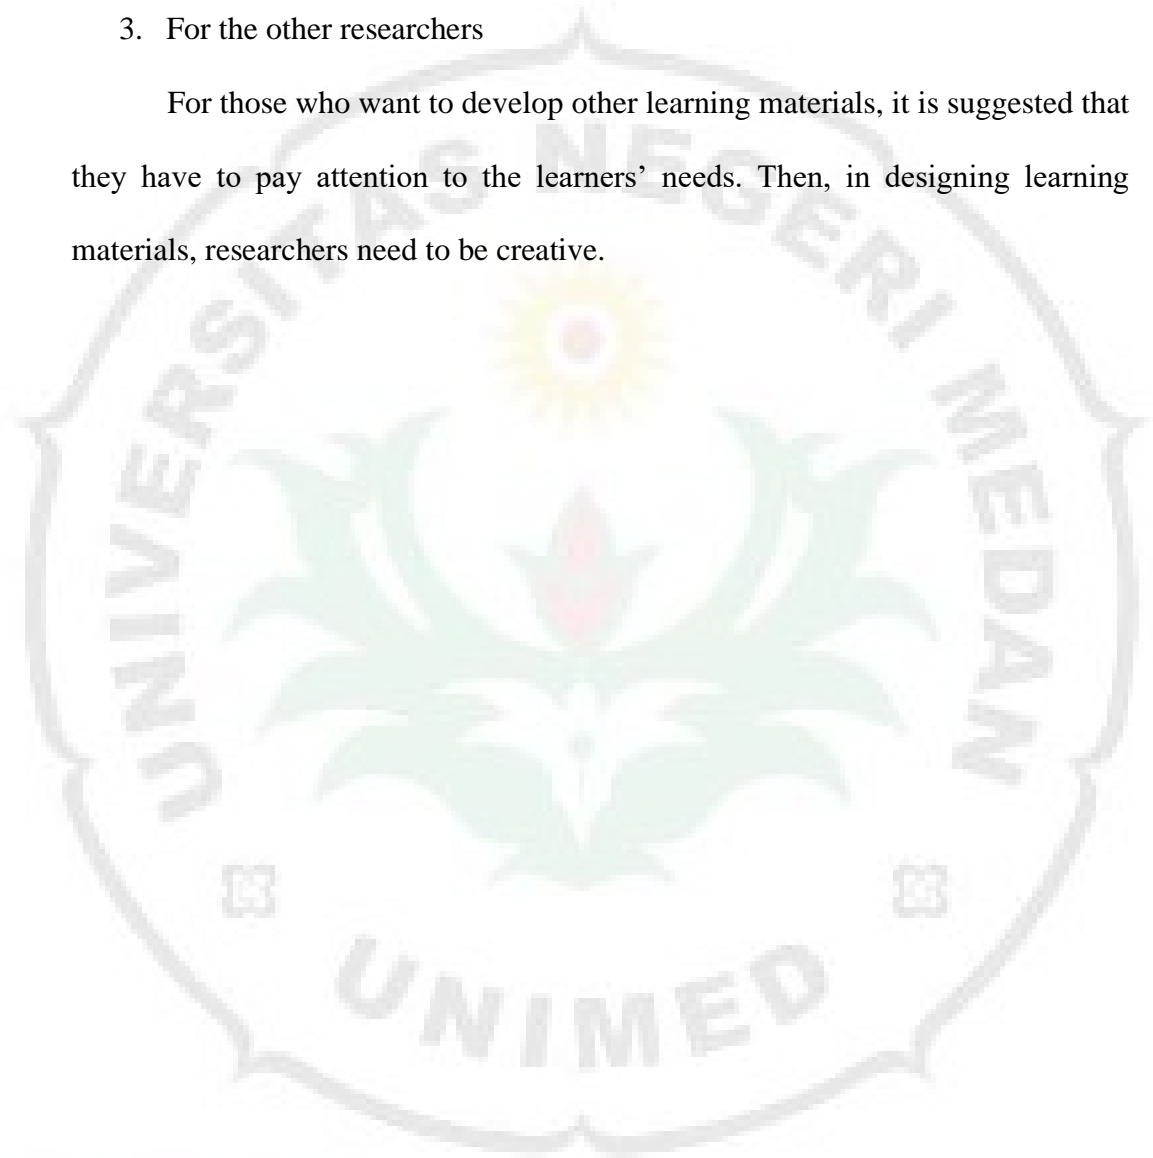 3. For the other researchers
For those who want to develop other learning materials, it is suggested that
they have to pay attention to the learners’ needs. Then, in designing learning
materials, researchers need to be creative.
UNIVERSITAS NEGERI MEDAN
UNIMED